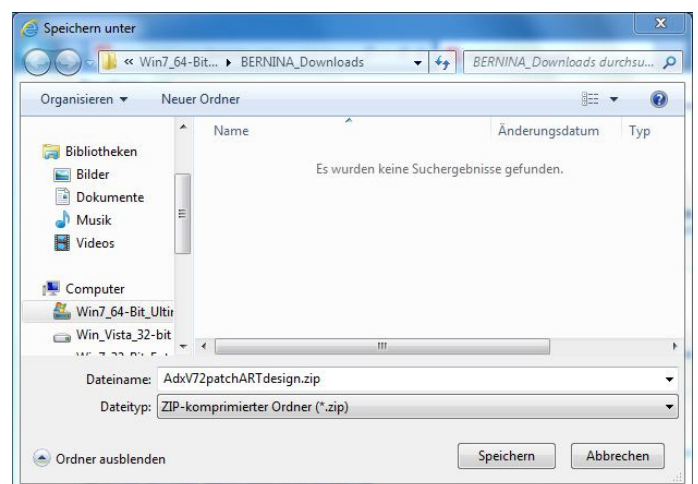 Speichern unter
« Win7_64-Bit... ▸ BERNINA_Downloads
BERNINA_Downloads durchsu...
Organisieren ▾ Neuer Ordner
Name Änderungsdatum Typ
Es wurden keine Suchergebnisse gefunden.
Bibliotheken
Bilder
Dokumente
Musik
Videos
Computer
Win7_64-Bit_Ultir
Win_Vista_32-bit
Dateiname: AdxV72patchARTdesign.zip
Dateityp: ZIP-komprimierter Ordner (*.zip)
Ordner ausblenden Speichern Abbrechen